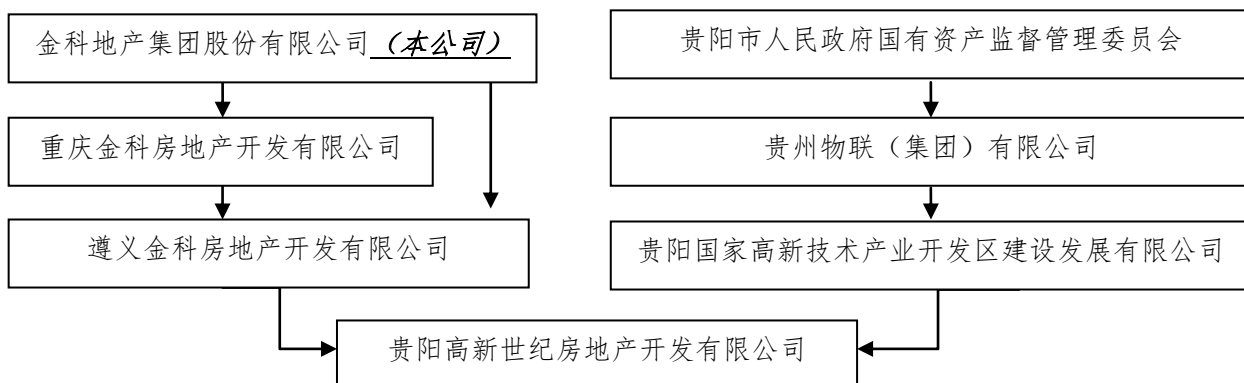 金科地产集团股份有限公司（本公司）
贵阳市人民政府国有资产监督管理委员会
重庆金科房地产开发有限公司
贵州物联（集团）有限公司
遵义金科房地产开发有限公司
贵阳国家高新技术产业开发区建设发展有限公司
贵阳高新世纪房地产开发有限公司